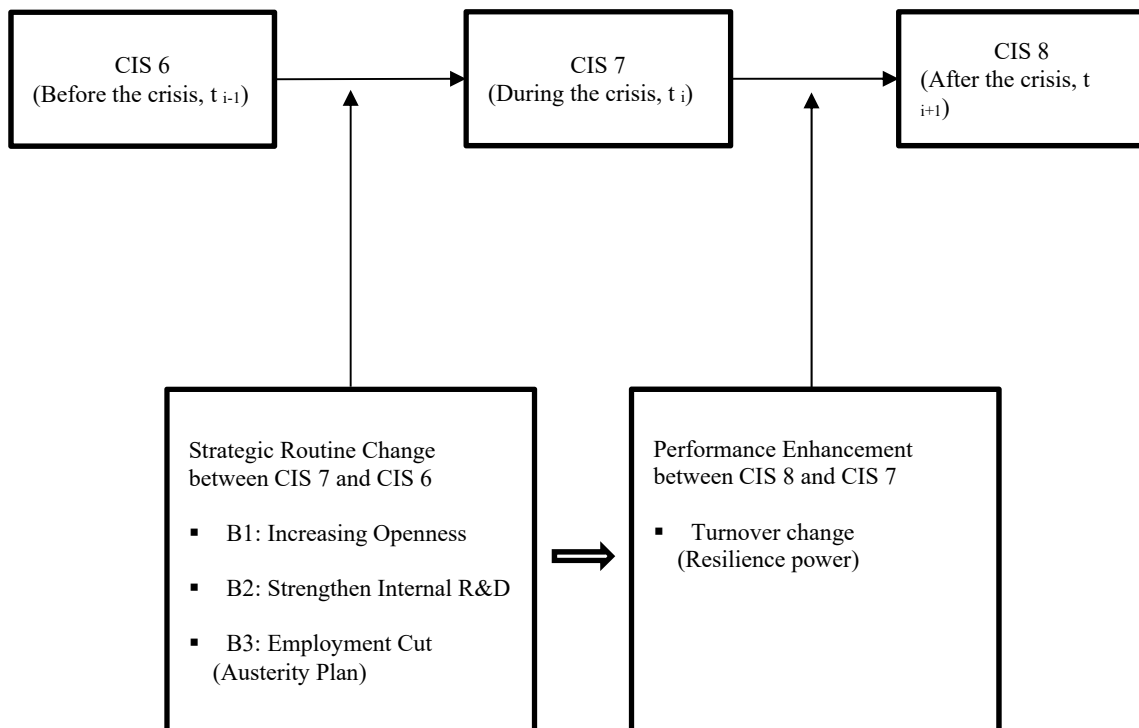 CIS 6
(Before the crisis, t i-1)
CIS 7
(During the crisis, t i)
CIS 8
(After the crisis, t
i+1)
Strategic Routine Change
between CIS 7 and CIS 6
▪ B1: Increasing Openness
▪ B2: Strengthen Internal R&D
▪ B3: Employment Cut
(Austerity Plan)
Performance Enhancement
between CIS 8 and CIS 7
▪ Turnover change
(Resilience power)